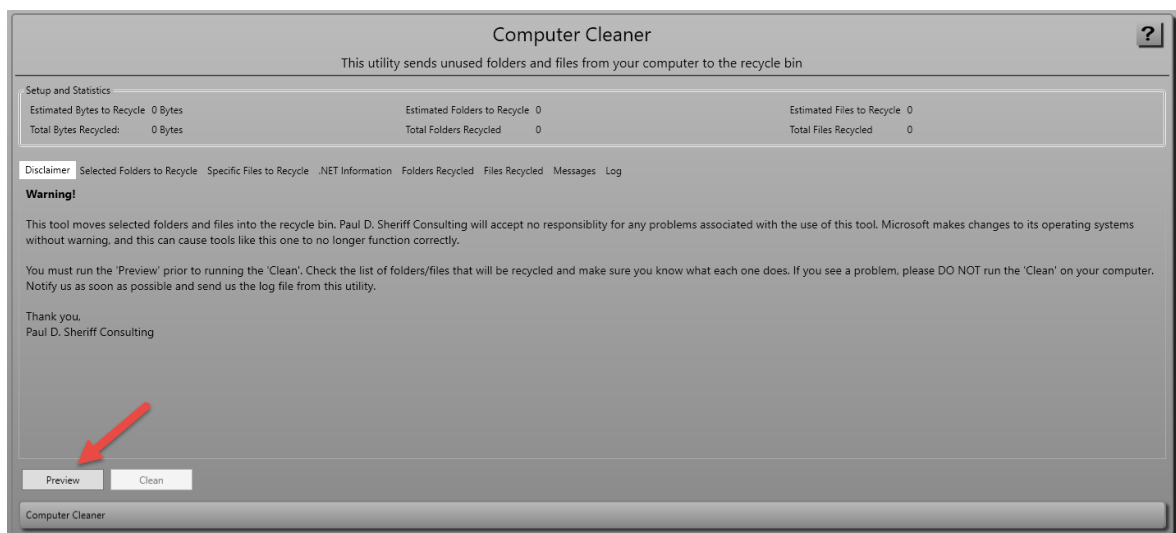 Computer Cleaner
?
This utility sends unused folders and files from your computer to the recycle bin
Setup and Statistics
Estimated Bytes to Recycle 0 Bytes Estimated Folders to Recycle 0 Estimated Files to Recycle 0
Total Bytes Recycled: 0 Bytes Total Folders Recycled 0 Total Files Recycled 0
Disclaimer Selected Folders to Recycle Specific Files to Recycle .NET Information Folders Recycled Files Recycled Messages Log
Warning!
This tool moves selected folders and files into the recycle bin. Paul D. Sheriff Consulting will accept no responsiblity for any problems associated with the use of this tool. Microsoft makes changes to its operating systems
without warning, and this can cause tools like this one to no longer function correctly.
You must run the 'Preview' prior to running the 'Clean'. Check the list of folders/files that will be recycled and make sure you know what each one does. If you see a problem, please DO NOT run the 'Clean' on your computer.
Notify us as soon as possible and send us the log file from this utility.
Thank you,
Paul D. Sheriff Consulting
Preview Clean
Computer Cleaner